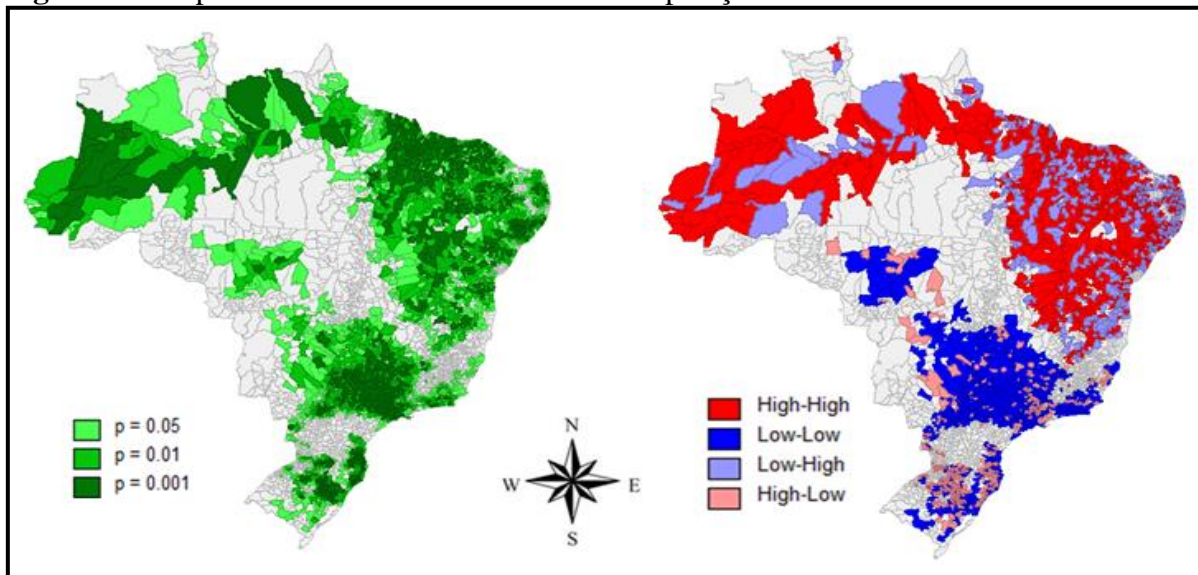 p = 0.05
p = 0.01
p = 0.001
N
W E
S
High-High
Low-Low
Low-High
High-Low